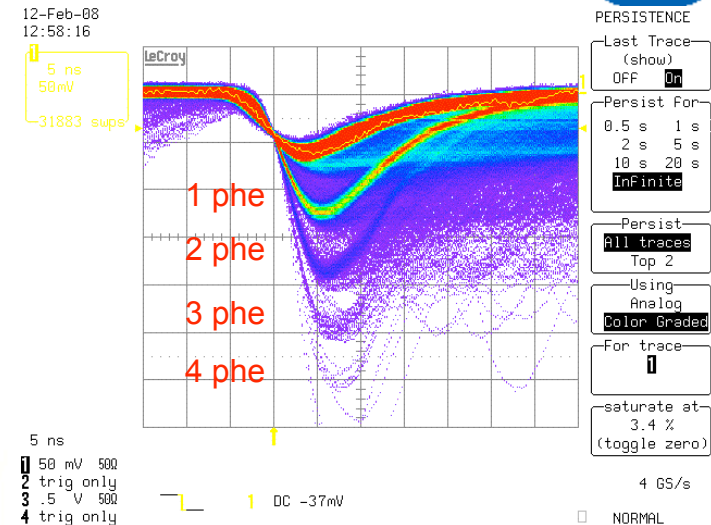 12-Feb-08
12:58:16
1
5 ns
50mV
31883 swps
LeCroy
1
1 phe
2 phe
3 phe
4 phe
PERSISTENCE
Last Trace
(show)
OFF On
Persist For
0.5 s 1 s
2 s 5 s
10 s 20 s
Infinite
Persist
All traces
Top 2
Using
Analog
Color Graded
For trace
1
saturate at
3.4 %
(toggle zero)
5 ns
1 50 mV 50Ω
2 trig only
3 .5 V 50Ω
4 trig only
1 DC -37mV
4 GS/s
NORMAL